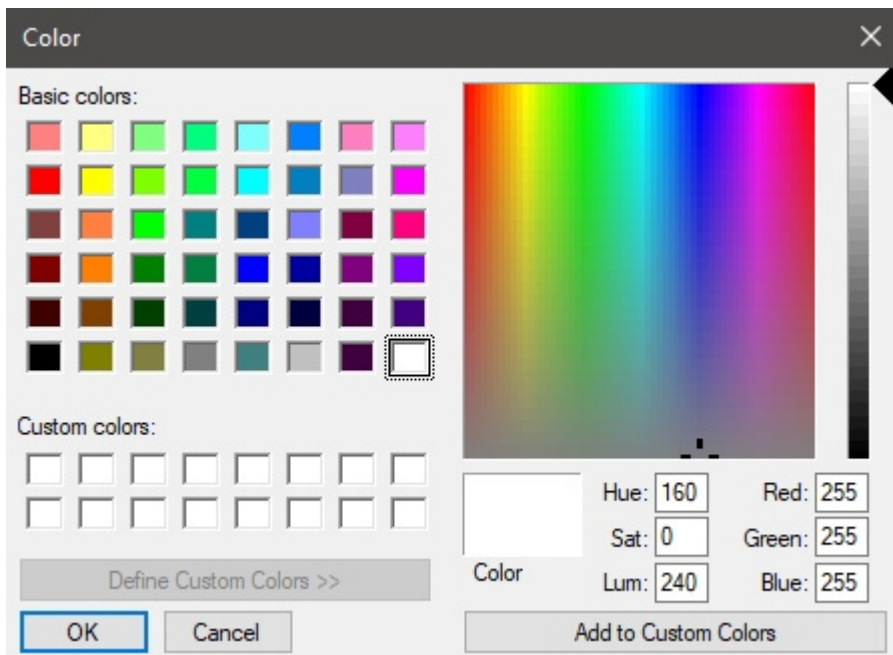 Color
Basic colors:
Custom colors:
Define Custom Colors >>
OK
Cancel
Color
Hue: 160
Red: 255
Sat: 0
Green: 255
Lum: 240
Blue: 255
Add to Custom Colors